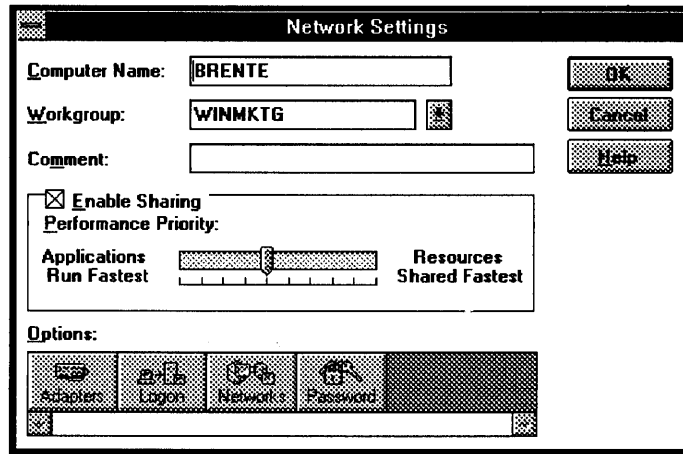 Network Settings
Computer Name: BRENTE
OK
Workgroup: WINMKTG
Cancel
Comment:
Help
Enable Sharing
Performance Priority:
Applications
Run Fastest
Resources
Shared Fastest
Options:
Adapters Logon Networks Password